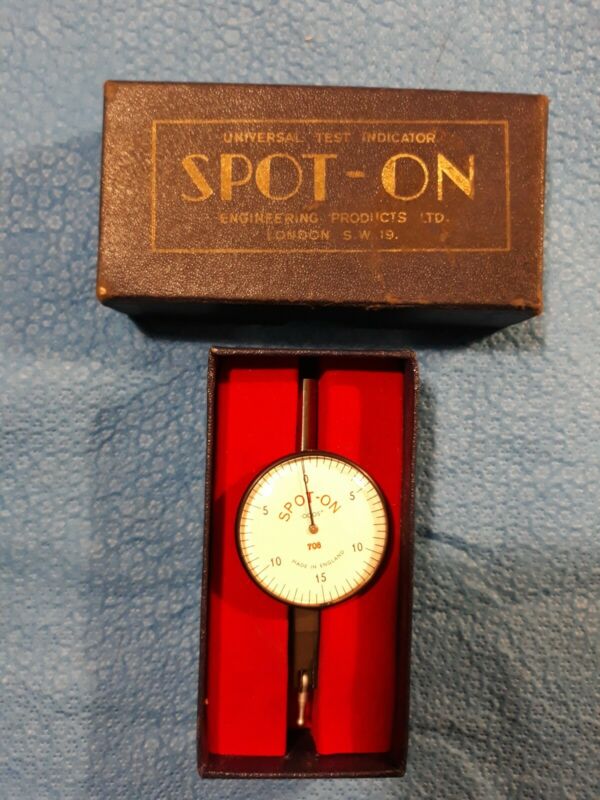 UNIVERSAL TEST INDICATOR
SPOT-ON
ENGINEERING PRODUCTS LTD.
LONDON S.W.19.
0
5
5
SPOT-ON
.0005"
708
10
10
MADE IN ENGLAND
15